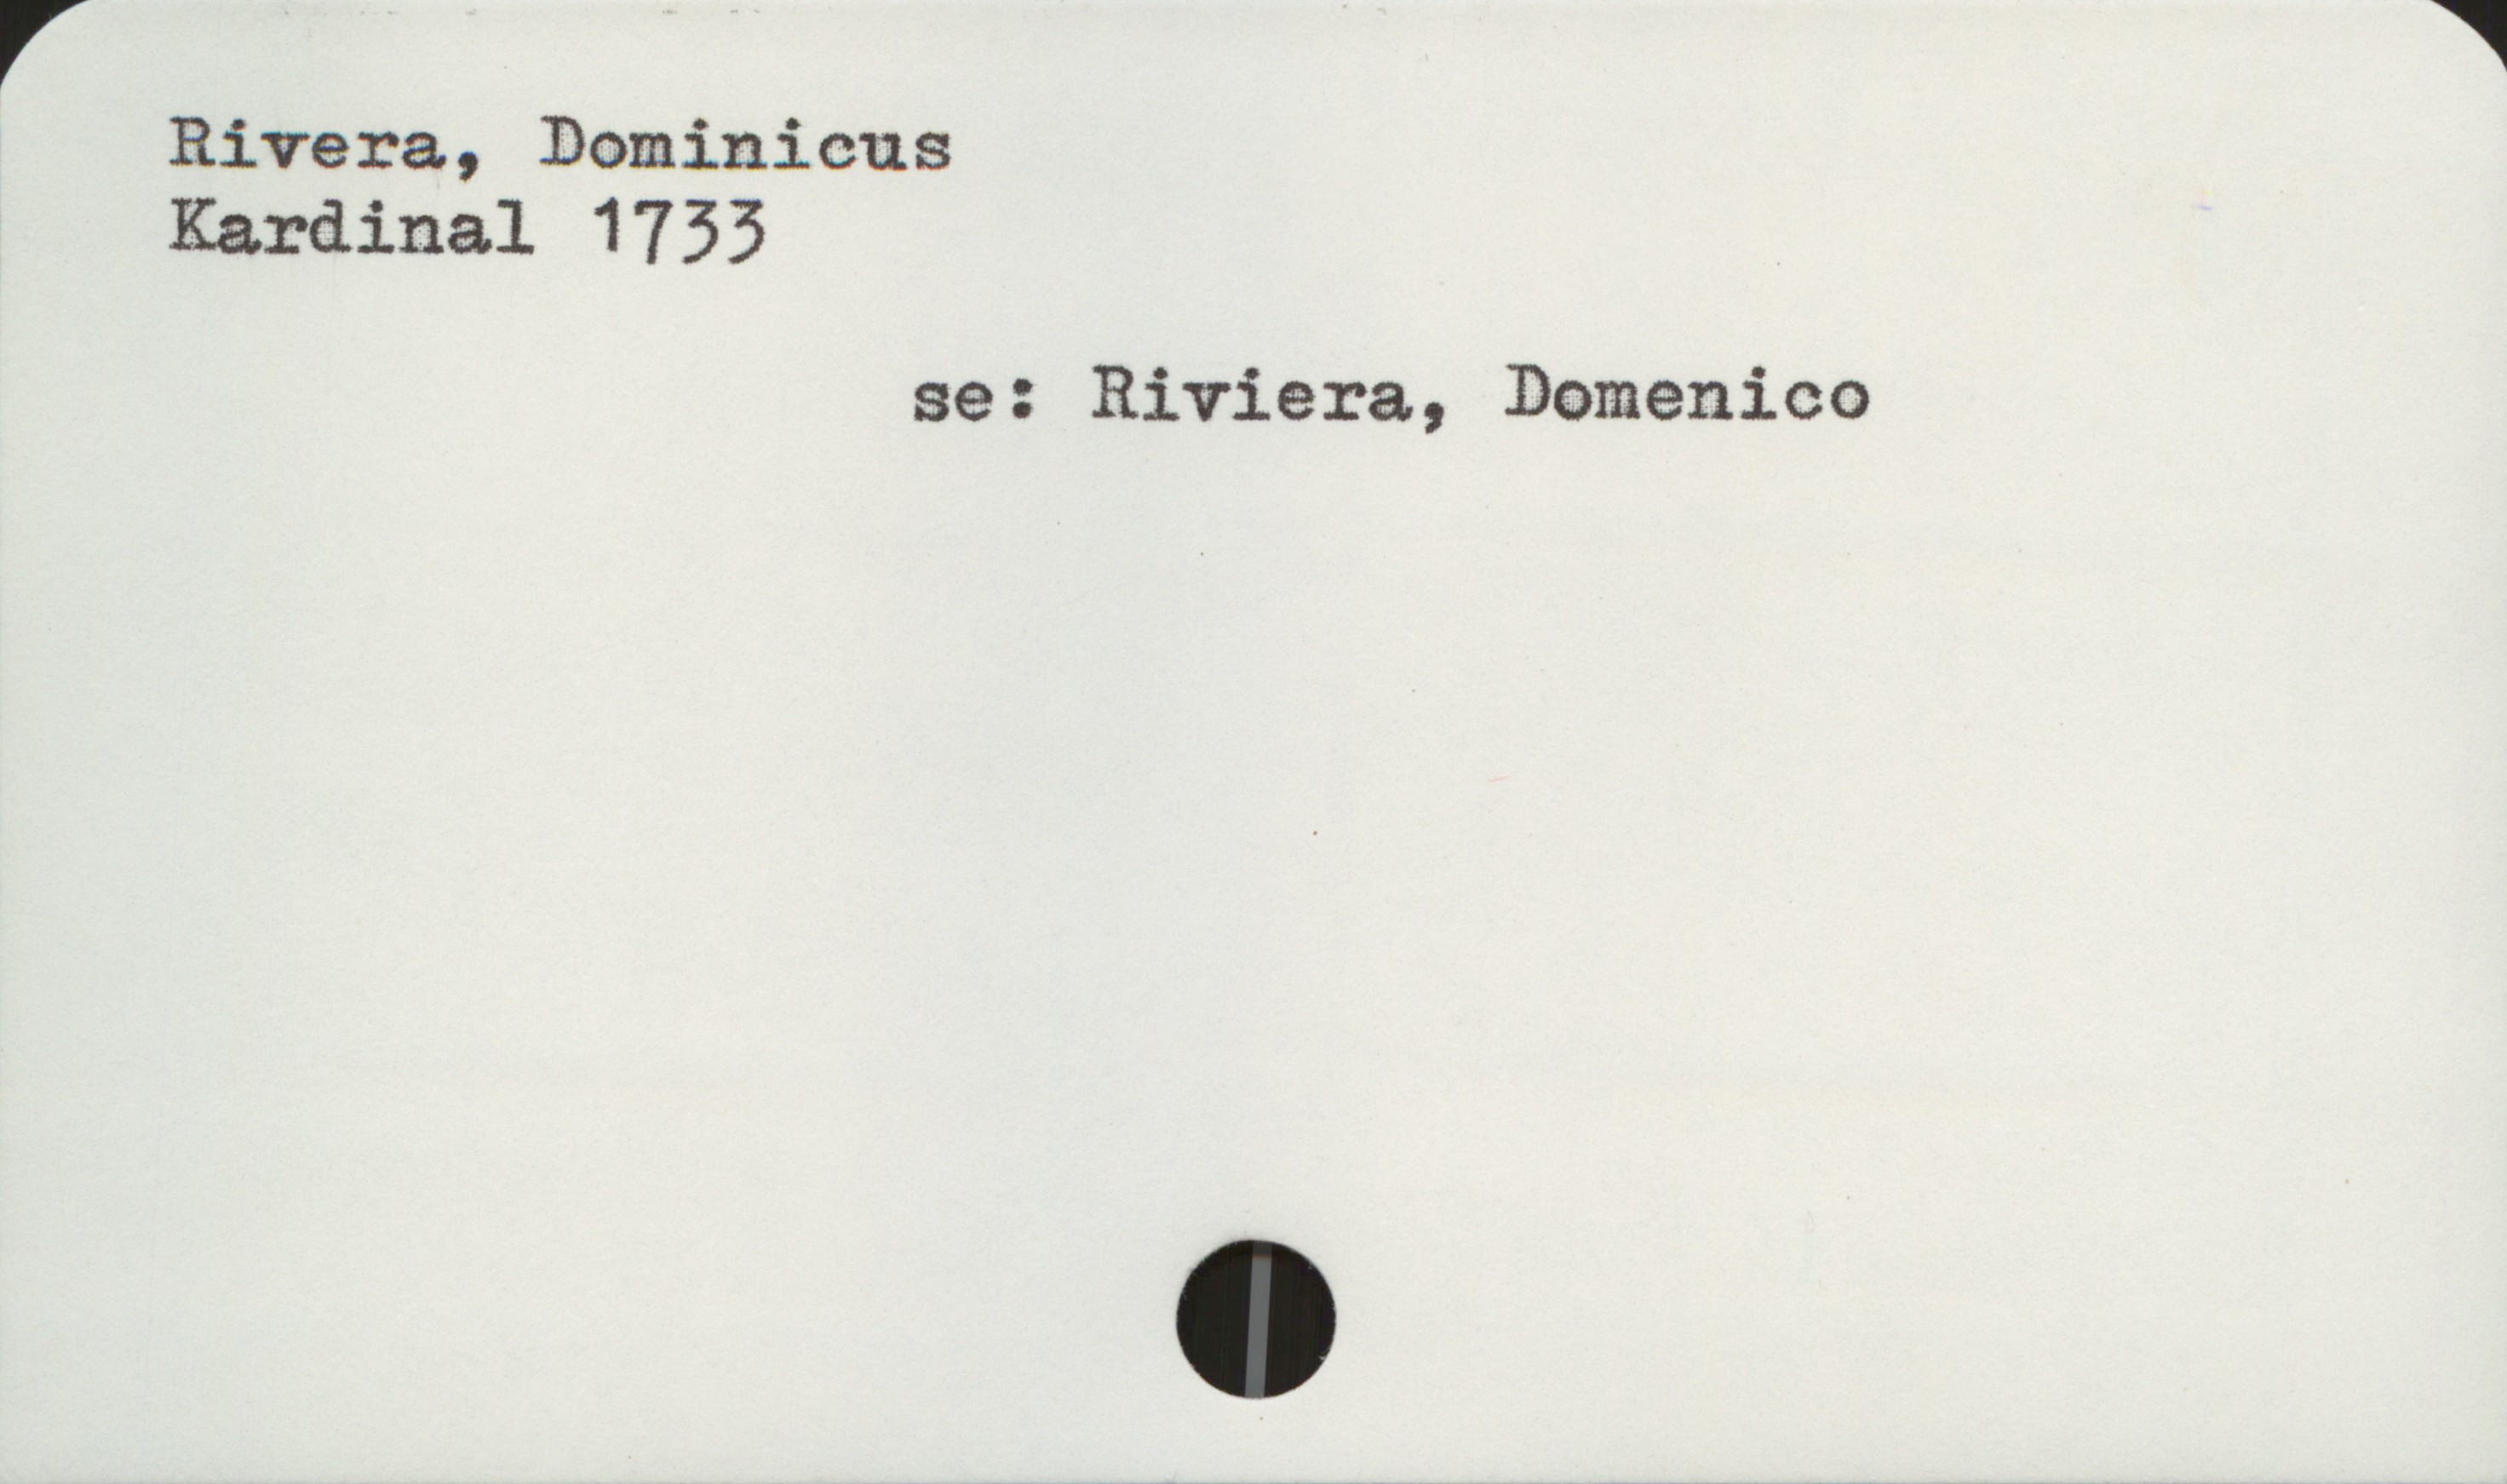 Rivera, Dominicus
Kardinal 1733
se: Riviera, Domenico